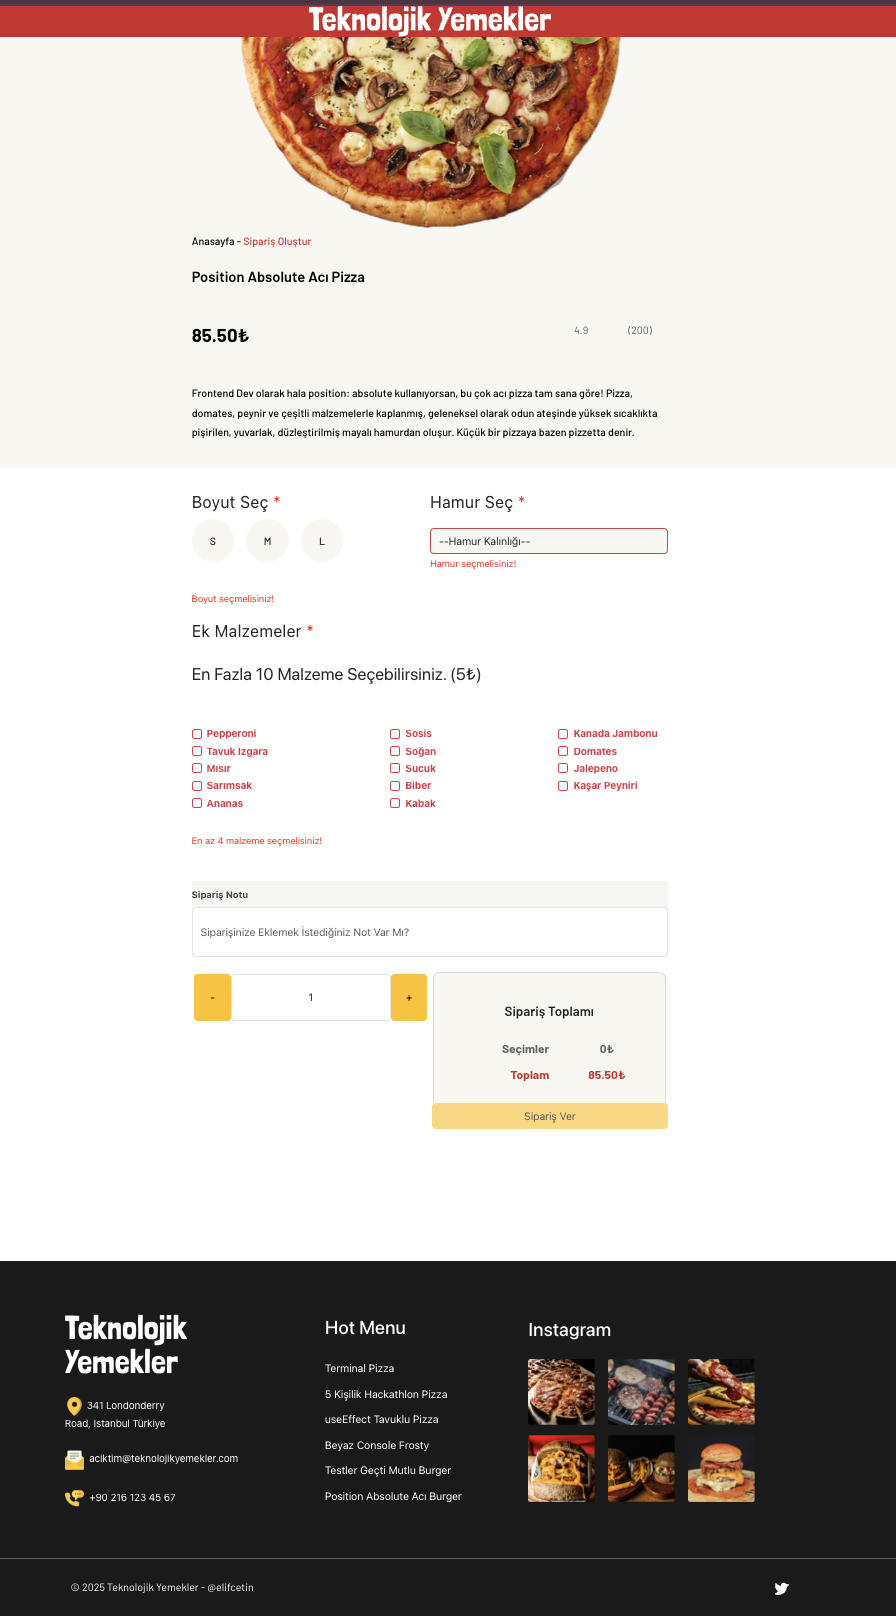 Teknolojik Yemekler
Anasayfa - Sipariş Oluştur
Position Absolute Acı Pizza
85.50₺
4.9 (200)
Frontend Dev olarak hala position: absolute kullanıyorsan, bu çok acı pizza tam sana göre! Pizza,
domates, peynir ve çeşitli malzemelerle kaplanmış, geleneksel olarak odun ateşinde yüksek sıcaklıkta
pişirilen, yuvarlak, düzleştirilmiş mayalı hamurdan oluşur. Küçük bir pizzaya bazen pizzetta denir.
Boyut Seç *
S M L
Boyut seçmelisiniz!
Hamur Seç *
--Hamur Kalınlığı--
Hamur seçmelisiniz!
Ek Malzemeler *
En Fazla 10 Malzeme Seçebilirsiniz. (5₺)
Pepperoni
Tavuk Izgara
Mısır
Sarımsak
Ananas
Sosis
Soğan
Sucuk
Biber
Kabak
Kanada Jambonu
Domates
Jalepeno
Kaşar Peyniri
En az 4 malzeme seçmelisiniz!
Sipariş Notu
Siparişinize Eklemek İstediğiniz Not Var Mı?
- 1 +
Sipariş Toplamı
Seçimler 0₺
Toplam 85.50₺
Sipariş Ver
Teknolojik
Yemekler
341 Londonderry
Road, Istanbul Türkiye
aciktim@teknolojikyemekler.com
+90 216 123 45 67
Hot Menu
Terminal Pizza
5 Kişilik Hackathlon Pizza
useEffect Tavuklu Pizza
Beyaz Console Frosty
Testler Geçti Mutlu Burger
Position Absolute Acı Burger
Instagram
© 2025 Teknolojik Yemekler - @elifcetin